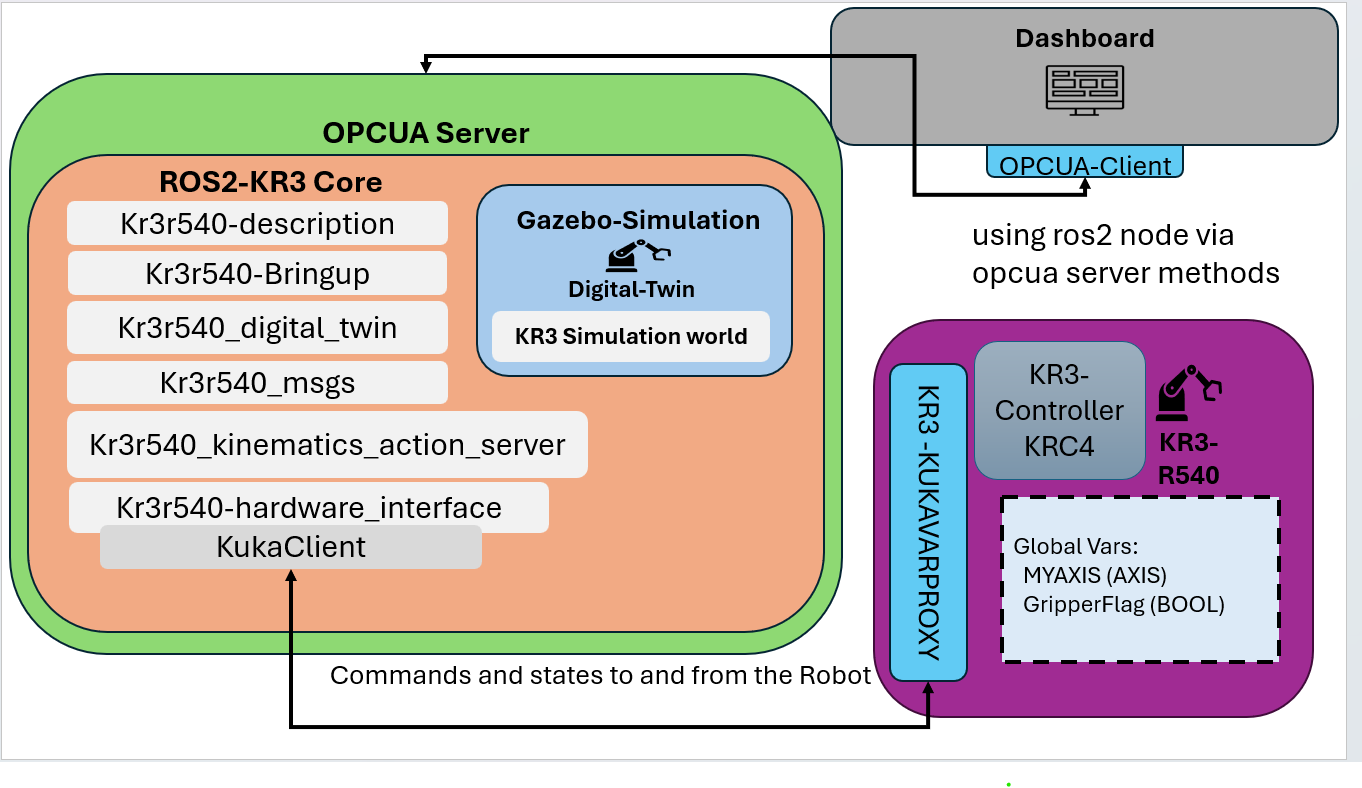 Dashboard
OPCUA Server
OPCUA-Client
ROS2-KR3 Core
Kr3r540-description
Kr3r540-Bringup
Kr3r540_digital_twin
Kr3r540_msgs
Kr3r540_kinematics_action_server
Kr3r540-hardware_interface
KukaClient
Gazebo-Simulation
Digital-Twin
KR3 Simulation world
using ros2 node via
opcua server methods
KR3 -KUKAVARPROXY
KR3-
Controller
KRC4
KR3-
R540
Global Vars:
MYAXIS (AXIS)
GripperFlag (BOOL)
Commands and states to and from the Robot